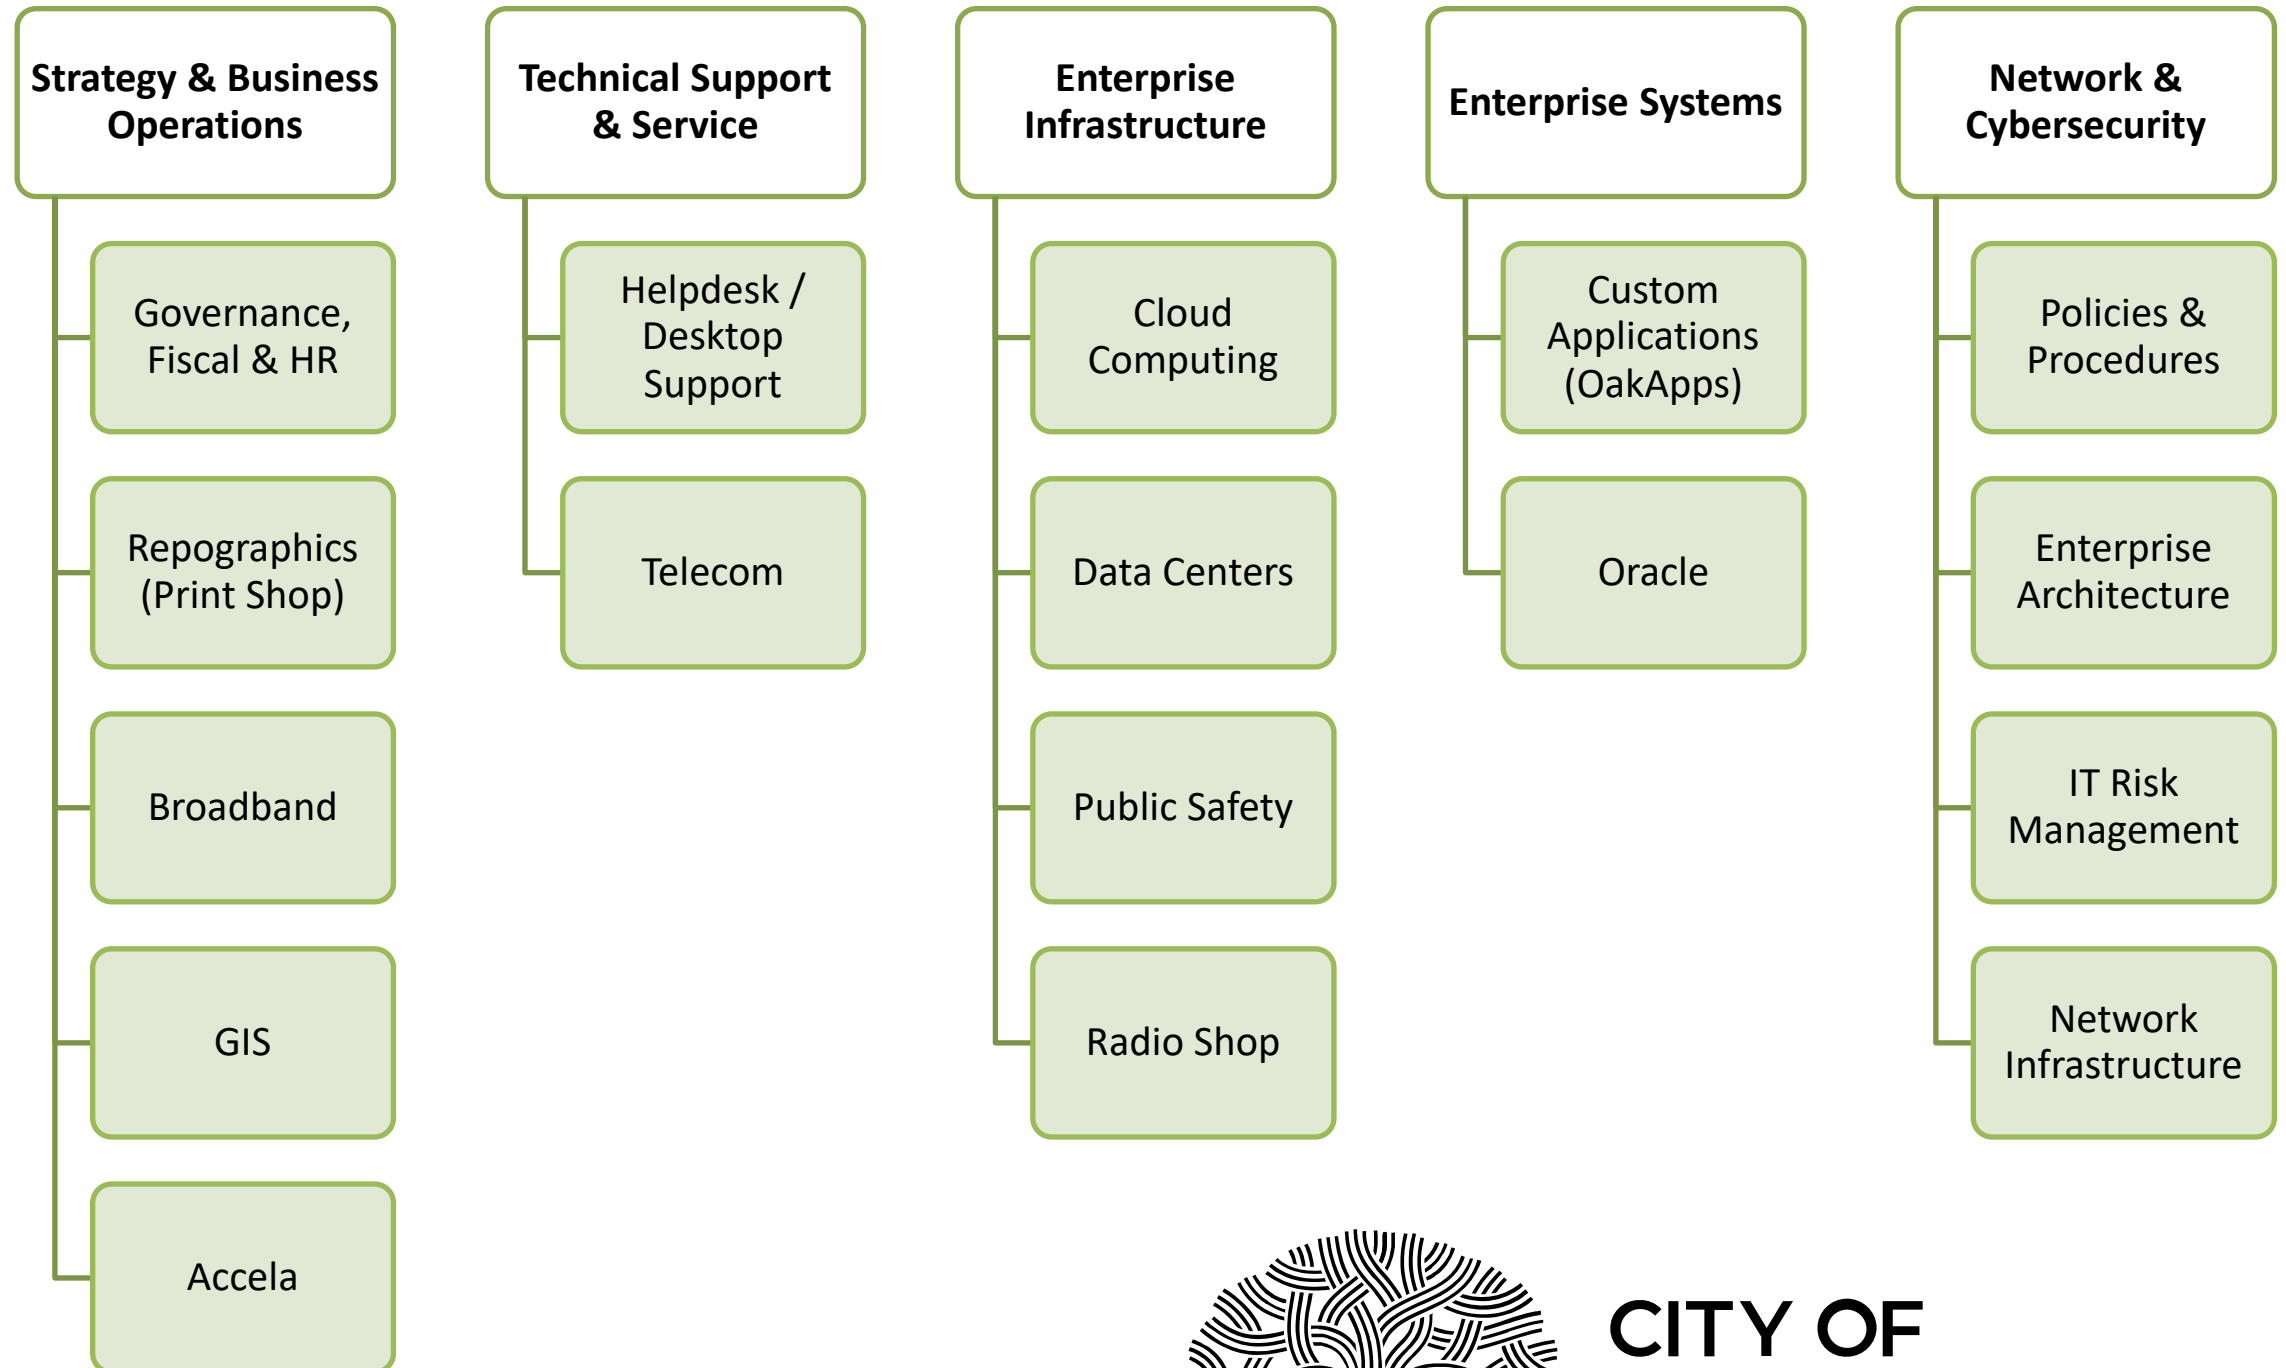 Strategy & Business
Operations
Governance,
Fiscal & HR
Repographics
(Print Shop)
Broadband
GIS
Accela
Technical Support
& Service
Helpdesk /
Desktop
Support
Telecom
Enterprise
Infrastructure
Cloud
Computing
Data Centers
Public Safety
Radio Shop
Enterprise Systems
Custom
Applications
(OakApps)
Oracle
Network &
Cybersecurity
Policies &
Procedures
Enterprise
Architecture
IT Risk
Management
Network
Infrastructure
CITY OF